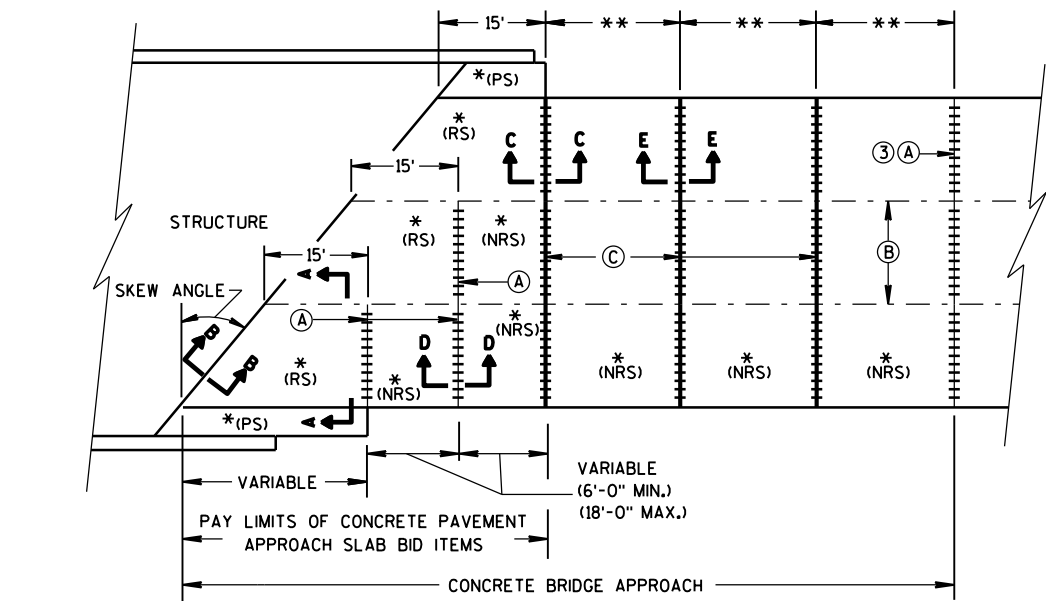 15'
**
**
**
*(PS)
*
(RS)
C
C
E
E
3 A
15'
STRUCTURE
*
(RS)
*
(NRS)
B
15'
C
A
A
SKEW ANGLE
A
*
(NRS)
B
B
D
D
*
(RS)
*
(NRS)
*
(NRS)
*
(NRS)
*
(NRS)
*(PS)
A
VARIABLE
VARIABLE
(6'-0" MIN.)
(18'-0" MAX.)
PAY LIMITS OF CONCRETE PAVEMENT
APPROACH SLAB BID ITEMS
CONCRETE BRIDGE APPROACH